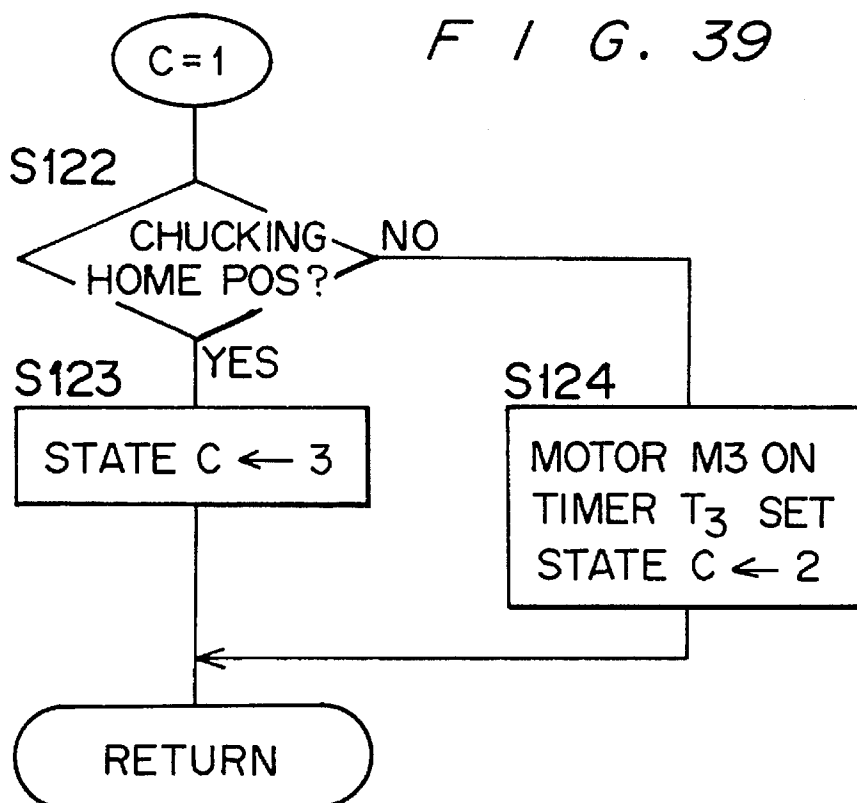 F I G. 39
C=1
S122
CHUCKING
HOME POS?
NO
YES
S123
STATE C ← 3
S124
MOTOR M3 ON
TIMER T3 SET
STATE C ← 2
RETURN